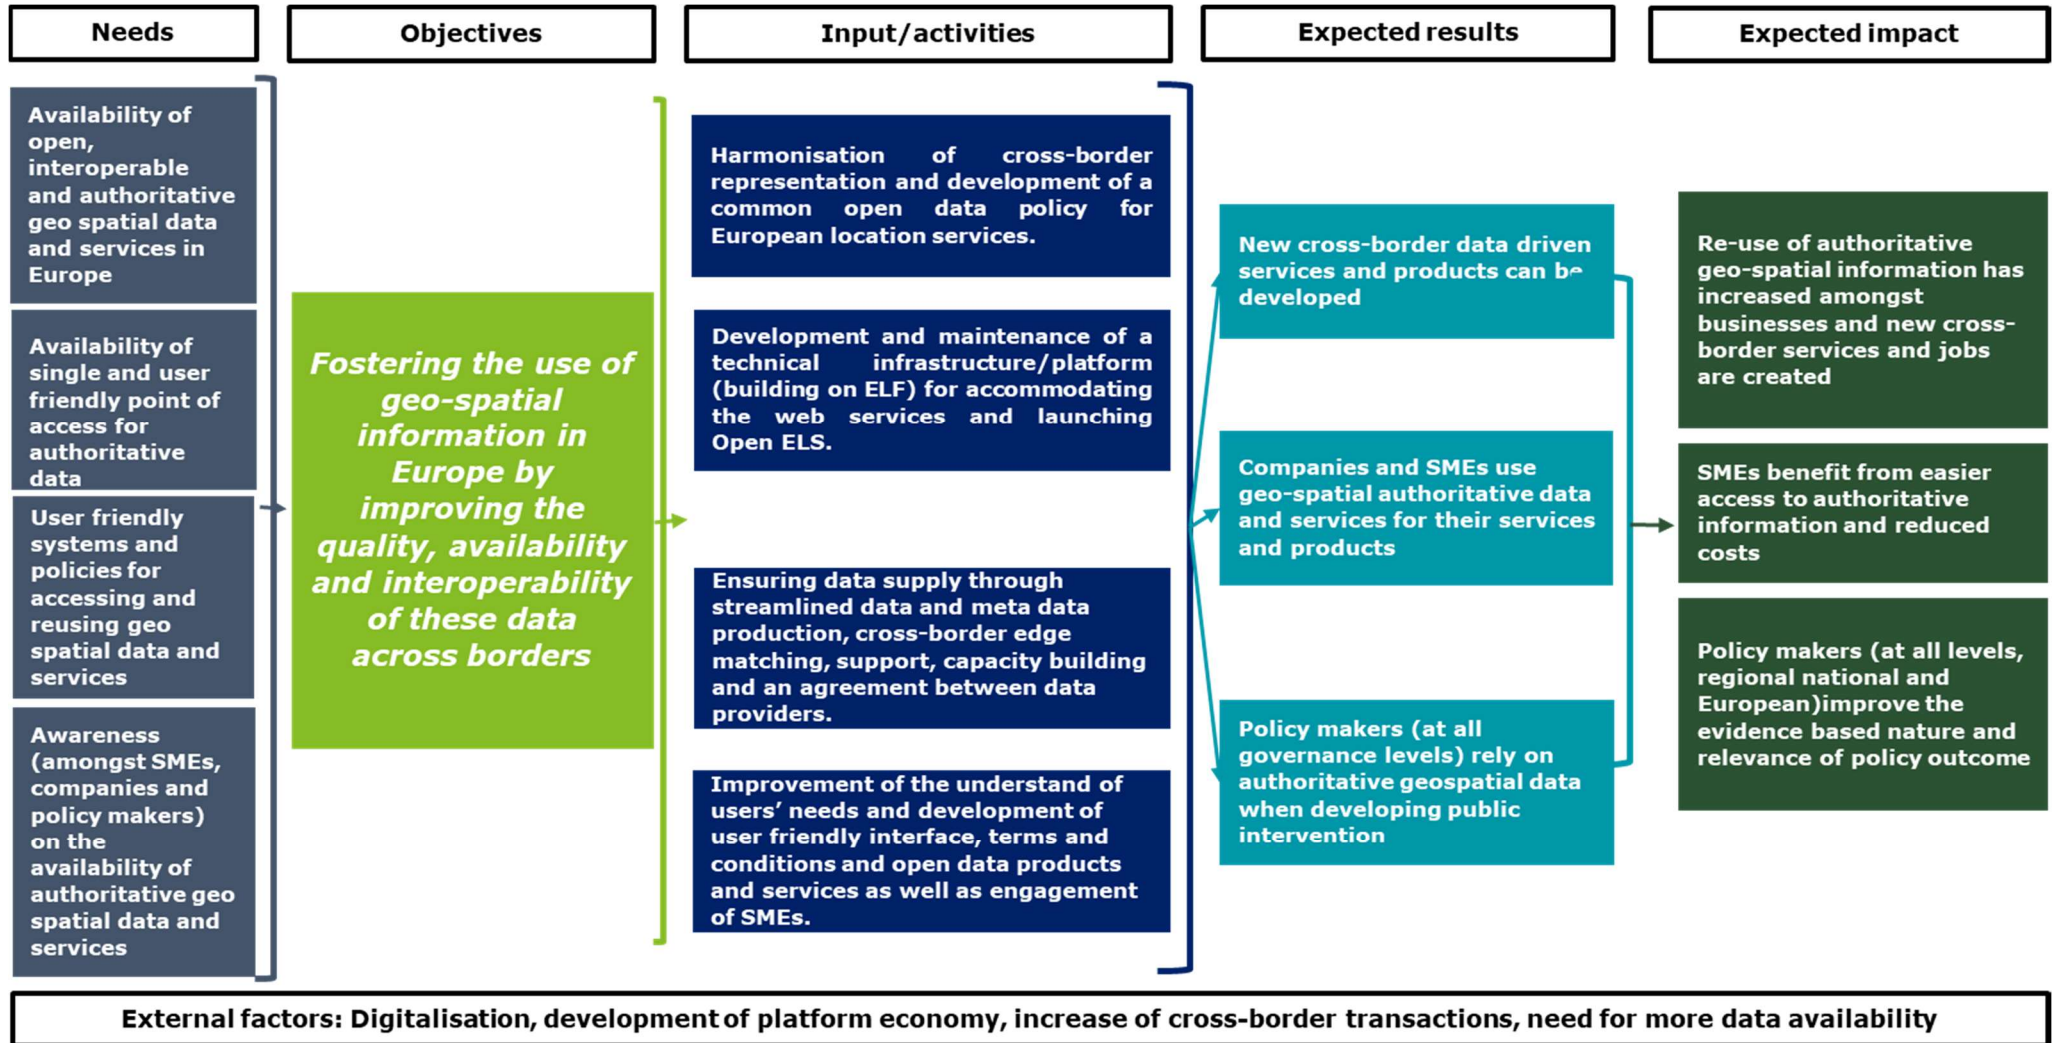 Needs
Objectives
Input/activities
Expected results
Expected impact
Availability of
open,
interoperable
and authoritative
geo spatial data
and services in
Europe
Availability of
single and user
friendly point of
access for
authoritative
data
User friendly
systems and
policies for
accessing and
reusing geo
spatial data and
services
Awareness
(amongst SMEs,
companies and
policy makers)
on the
availability of
authoritative geo
spatial data and
services
Fostering the use of
geo-spatial
information in
Europe by
improving the
quality, availability
and interoperability
of these data
across borders
Harmonisation of cross-border
representation and development of a
common open data policy for
European location services.
Development and maintenance of a
technical infrastructure/platform
(building on ELF) for accommodating
the web services and launching
Open ELS.
Ensuring data supply through
streamlined data and meta data
production, cross-border edge
matching, support, capacity building
and an agreement between data
providers.
Improvement of the understand of
users’ needs and development of
user friendly interface, terms and
conditions and open data products
and services as well as engagement
of SMEs.
New cross-border data driven
services and products can be
developed
Companies and SMEs use
geo-spatial authoritative data
and services for their services
and products
Policy makers (at all
governance levels) rely on
authoritative geospatial data
when developing public
intervention
Re-use of authoritative
geo-spatial information has
increased amongst
businesses and new cross-
border services and jobs
are created
SMEs benefit from easier
access to authoritative
information and reduced
costs
Policy makers (at all levels,
regional national and
European)improve the
evidence based nature and
relevance of policy outcome
External factors: Digitalisation, development of platform economy, increase of cross-border transactions, need for more data availability